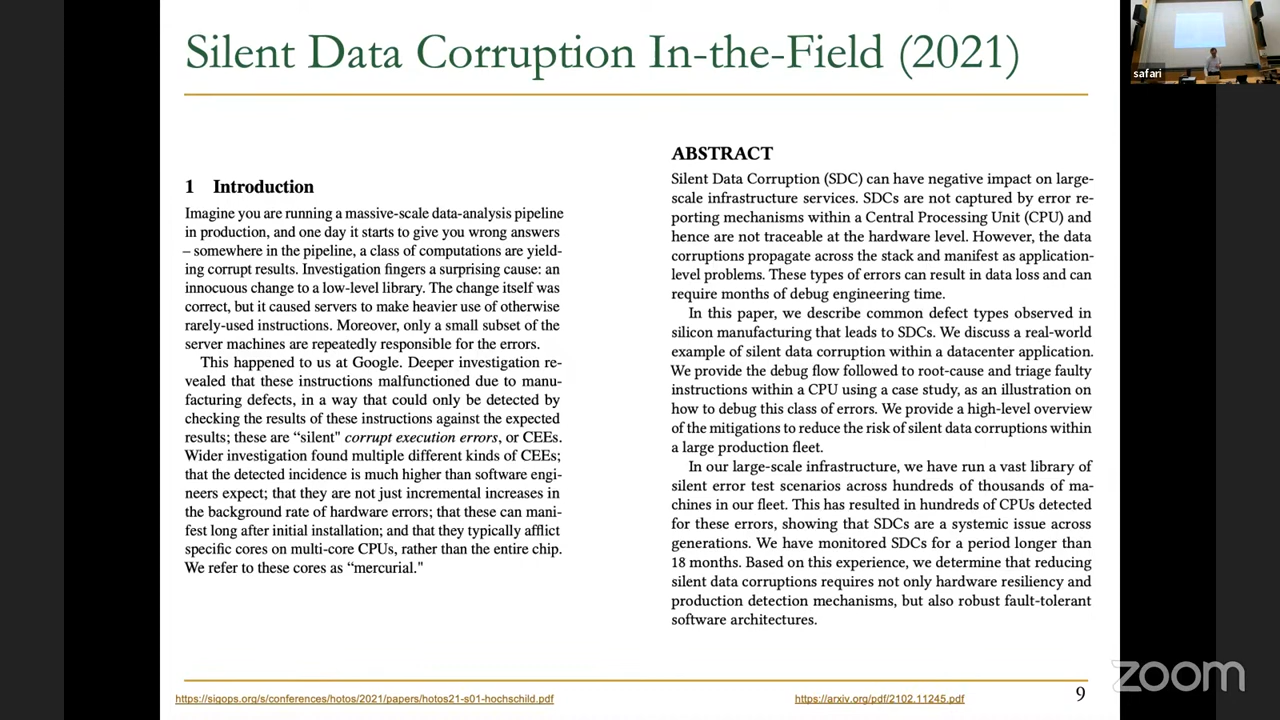 Silent Data Corruption In-the-Field (2021)
safari
1 Introduction
Imagine you are running a massive-scale data-analysis pipeline
in production, and one day it starts to give you wrong answers
– somewhere in the pipeline, a class of computations are yield-
ing corrupt results. Investigation fingers a surprising cause: an
innocuous change to a low-level library. The change itself was
correct, but it caused servers to make heavier use of otherwise
rarely-used instructions. Moreover, only a small subset of the
server machines are repeatedly responsible for the errors.
This happened to us at Google. Deeper investigation re-
vealed that these instructions malfunctioned due to manu-
facturing defects, in a way that could only be detected by
checking the results of these instructions against the expected
results; these are “silent" corrupt execution errors, or CEEs.
Wider investigation found multiple different kinds of CEEs;
that the detected incidence is much higher than software engi-
neers expect; that they are not just incremental increases in
the background rate of hardware errors; that these can mani-
fest long after initial installation; and that they typically afflict
specific cores on multi-core CPUs, rather than the entire chip.
We refer to these cores as “mercurial."
ABSTRACT
Silent Data Corruption (SDC) can have negative impact on large-
scale infrastructure services. SDCs are not captured by error re-
porting mechanisms within a Central Processing Unit (CPU) and
hence are not traceable at the hardware level. However, the data
corruptions propagate across the stack and manifest as application-
level problems. These types of errors can result in data loss and can
require months of debug engineering time.
In this paper, we describe common defect types observed in
silicon manufacturing that leads to SDCs. We discuss a real-world
example of silent data corruption within a datacenter application.
We provide the debug flow followed to root-cause and triage faulty
instructions within a CPU using a case study, as an illustration on
how to debug this class of errors. We provide a high-level overview
of the mitigations to reduce the risk of silent data corruptions within
a large production fleet.
In our large-scale infrastructure, we have run a vast library of
silent error test scenarios across hundreds of thousands of ma-
chines in our fleet. This has resulted in hundreds of CPUs detected
for these errors, showing that SDCs are a systemic issue across
generations. We have monitored SDCs for a period longer than
18 months. Based on this experience, we determine that reducing
silent data corruptions requires not only hardware resiliency and
production detection mechanisms, but also robust fault-tolerant
software architectures.
https://sigops.org/s/conferences/hotos/2021/papers/hotos21-s01-hochschild.pdf
https://arxiv.org/pdf/2102.11245.pdf
9
zoom